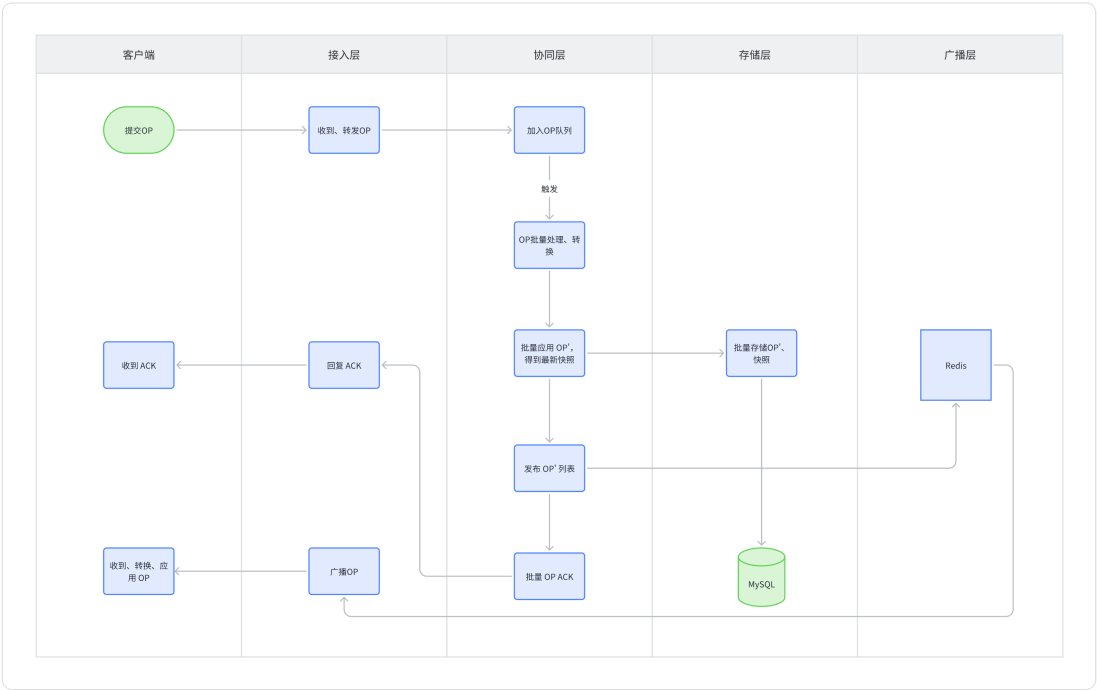 客户端
接入层
协同层
存储层
广播层
提交OP
收到、转发OP
加入OP队列
触发
OP批量处理、转
换
批量应用 OP',
得到最新快照
批量存储OP'、
快照
Redis
收到 ACK
回复 ACK
发布 OP' 列表
收到、转换、应
用 OP
广播OP
批量 OP ACK
MySQL